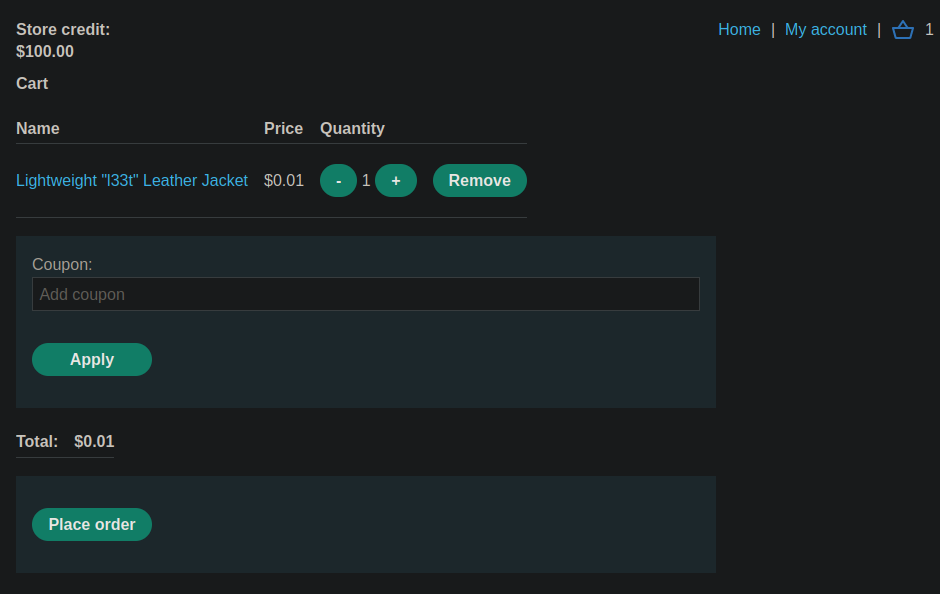 Store credit:
$100.00
Home | My account | 1
Cart
Name Price Quantity
Lightweight "l33t" Leather Jacket $0.01 - 1 + Remove
Coupon:
Add coupon
Apply
Total: $0.01
Place order